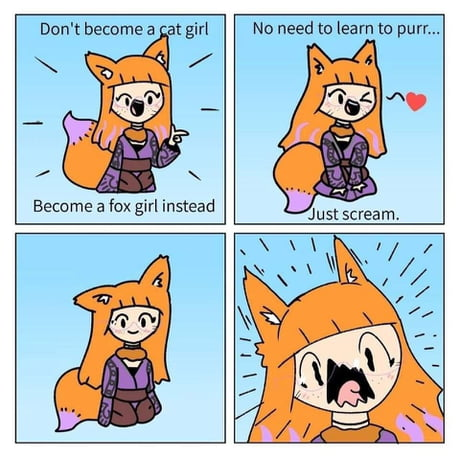 Don't become a cat girl
Become a fox girl instead
No need to learn to purr...
Just scream.